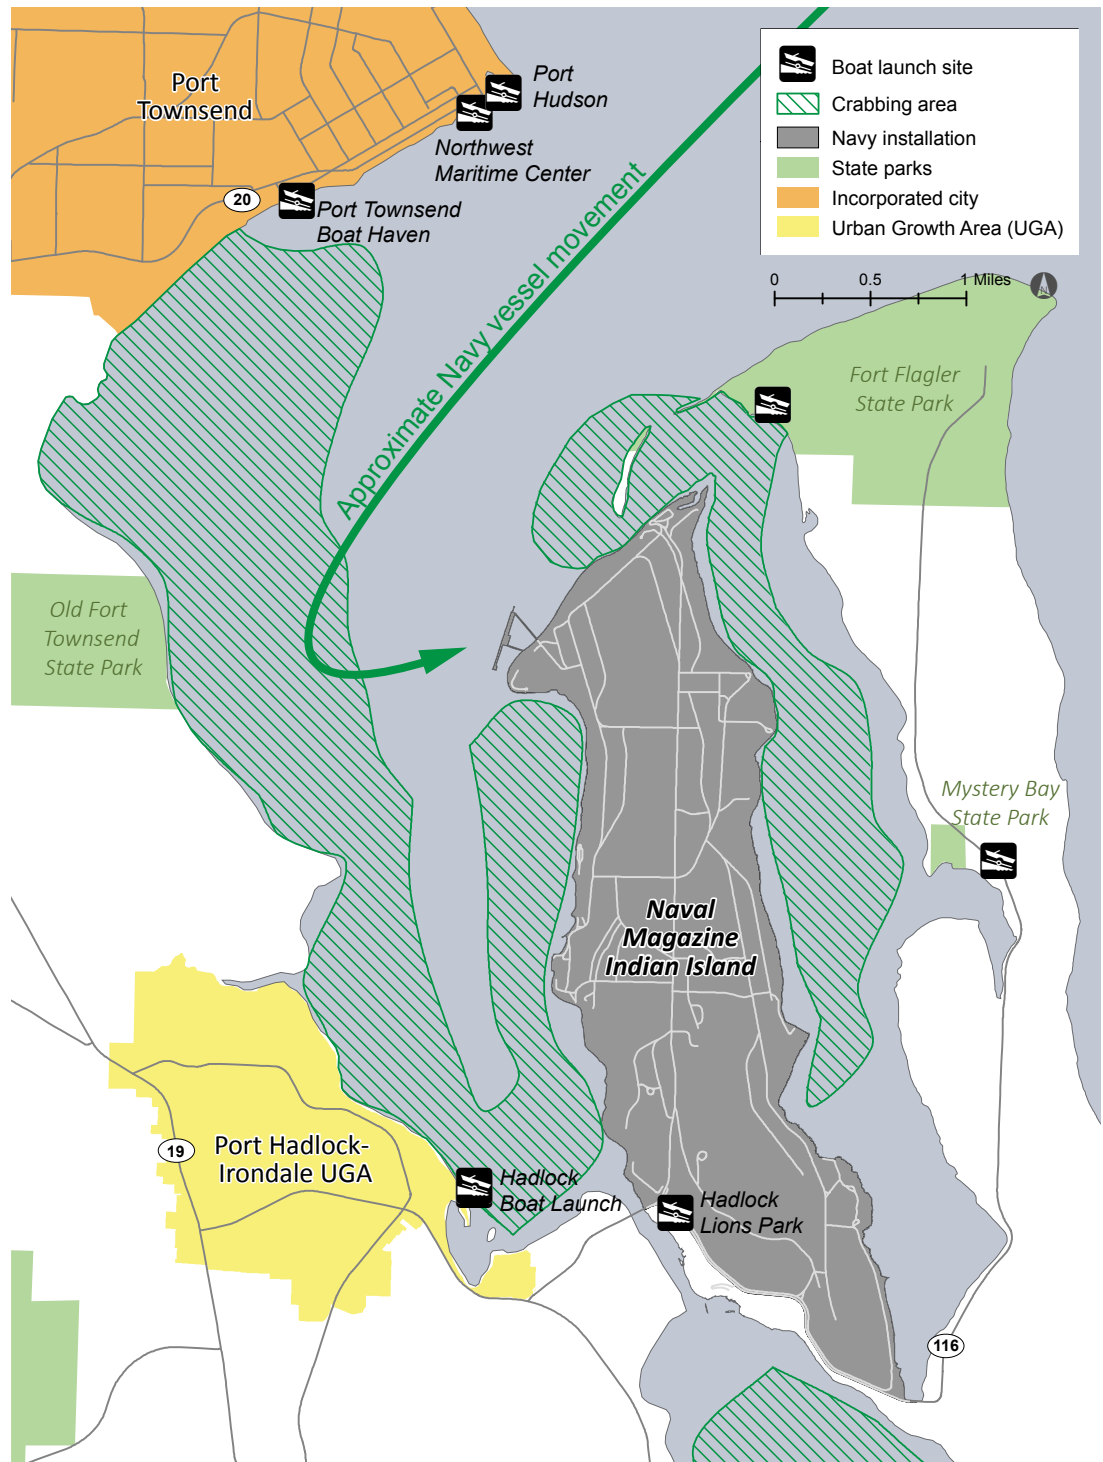 Port
Townsend
Port
Hudson
Northwest
Maritime Center
20
Port Townsend
Boat Haven
Approximate Navy vessel movement
Boat launch site
Crabbing area
Navy installation
State parks
Incorporated city
Urban Growth Area (UGA)
0 0.5 1 Miles
N
Fort Flagler
State Park
Old Fort
Townsend
State Park
Mystery Bay
State Park
Naval
Magazine
Indian Island
19
Port Hadlock-
Irondale UGA
Hadlock
Boat Launch
Hadlock
Lions Park
116